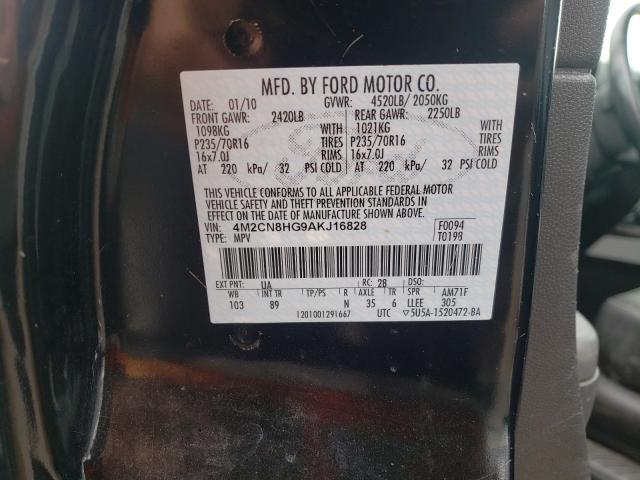 MFD. BY FORD MOTOR CO.
DATE: 01/10 GVWR: 4520LB/ 2050KG
FRONT GAWR: 2420LB REAR GAWR: 2250LB
1098KG WITH 1021KG WITH
P235/70R16 TIRES P235/70R16 TIRES
16x7.0J RIMS 16x7.0J RIMS
AT 220 kPa/ 32 PSI COLD AT 220 kPa/ 32 PSI COLD
THIS VEHICLE CONFORMS TO ALL APPLICABLE FEDERAL MOTOR
VEHICLE SAFETY AND THEFT PREVENTION STANDARDS IN
EFFECT ON THE DATE OF MANUFACTURE SHOWN ABOVE.
VIN: 4M2CN8HG9AKJ16828 F0094
TYPE: MPV T0198
EXT PNT: UA RC: 28 DSO:
WB INT TR TP/PS R AXLE TR SPR AM71F
103 89 N 35 6 LLEE 305
1201001291667 UTC ▽5U5A-1520472-BA